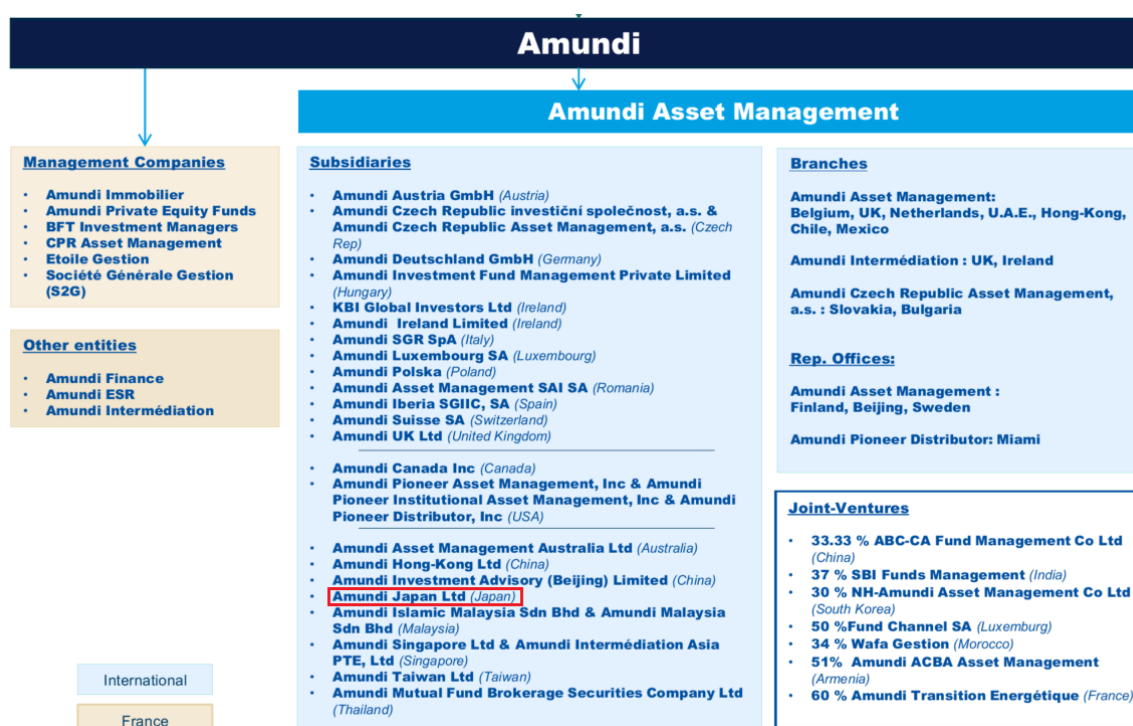 Amundi
Amundi Asset Management
Management Companies
• Amundi Immobilier
• Amundi Private Equity Funds
• BFT Investment Managers
• CPR Asset Management
• Etoile Gestion
• Société Générale Gestion
(S2G)
Other entities
• Amundi Finance
• Amundi ESR
• Amundi Intermédiation
International
France
Subsidiaries
• Amundi Austria GmbH (Austria)
• Amundi Czech Republic investiční společnost, a.s. &
Amundi Czech Republic Asset Management, a.s. (Czech
Rep)
• Amundi Deutschland GmbH (Germany)
• Amundi Investment Fund Management Private Limited
(Hungary)
• KBI Global Investors Ltd (Ireland)
• Amundi Ireland Limited (Ireland)
• Amundi SGR SpA (Italy)
• Amundi Luxembourg SA (Luxembourg)
• Amundi Polska (Poland)
• Amundi Asset Management SAI SA (Romania)
• Amundi Iberia SGIIC, SA (Spain)
• Amundi Suisse SA (Switzerland)
• Amundi UK Ltd (United Kingdom)
• Amundi Canada Inc (Canada)
• Amundi Pioneer Asset Management, Inc & Amundi
Pioneer Institutional Asset Management, Inc & Amundi
Pioneer Distributor, Inc (USA)
• Amundi Asset Management Australia Ltd (Australia)
• Amundi Hong-Kong Ltd (China)
• Amundi Investment Advisory (Beijing) Limited (China)
• Amundi Japan Ltd (Japan)
• Amundi Islamic Malaysia Sdn Bhd & Amundi Malaysia
Sdn Bhd (Malaysia)
• Amundi Singapore Ltd & Amundi Intermédiation Asia
PTE, Ltd (Singapore)
• Amundi Taiwan Ltd (Taiwan)
• Amundi Mutual Fund Brokerage Securities Company Ltd
(Thailand)
Branches
Amundi Asset Management:
Belgium, UK, Netherlands, U.A.E., Hong-Kong,
Chile, Mexico
Amundi Intermédiation : UK, Ireland
Amundi Czech Republic Asset Management,
a.s. : Slovakia, Bulgaria
Rep. Offices:
Amundi Asset Management :
Finland, Beijing, Sweden
Amundi Pioneer Distributor: Miami
Joint-Ventures
• 33.33 % ABC-CA Fund Management Co Ltd
(China)
• 37 % SBI Funds Management (India)
• 30 % NH-Amundi Asset Management Co Ltd
(South Korea)
• 50 %Fund Channel SA (Luxemburg)
• 34 % Wafa Gestion (Morocco)
• 51% Amundi ACBA Asset Management
(Armenia)
• 60 % Amundi Transition Energétique (France)